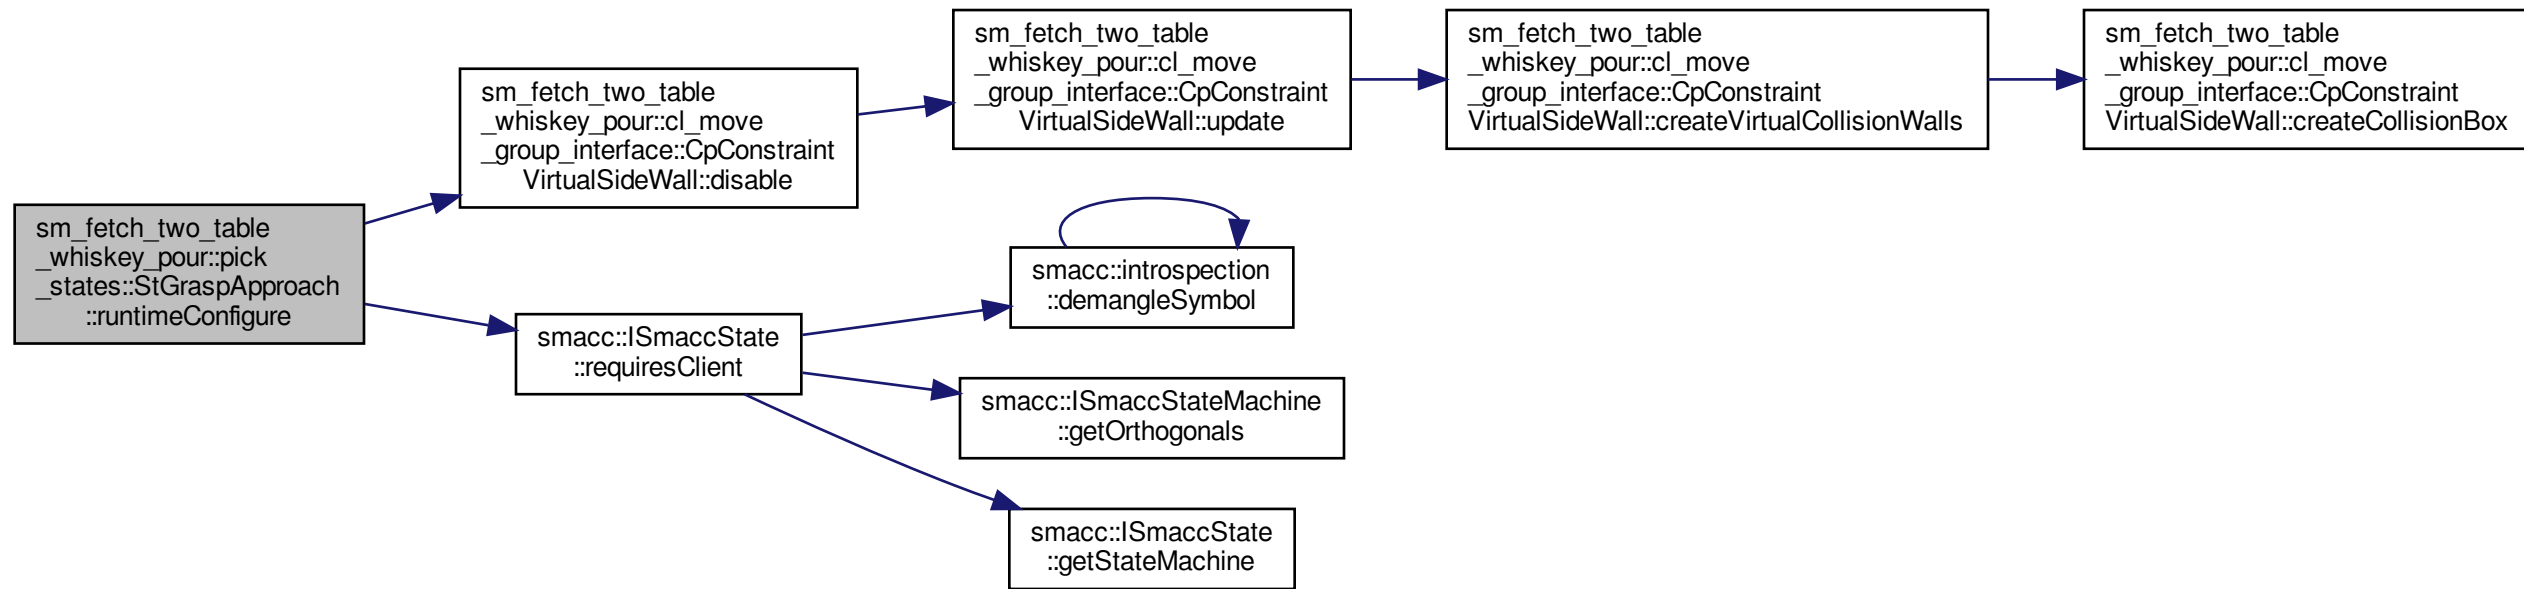 sm_fetch_two_table
_whiskey_pour::pick
_states::StGraspApproach
::runtimeConfigure
sm_fetch_two_table
_whiskey_pour::cl_move
_group_interface::CpConstraint
VirtualSideWall::disable
sm_fetch_two_table
_whiskey_pour::cl_move
_group_interface::CpConstraint
VirtualSideWall::update
sm_fetch_two_table
_whiskey_pour::cl_move
_group_interface::CpConstraint
VirtualSideWall::createVirtualCollisionWalls
sm_fetch_two_table
_whiskey_pour::cl_move
_group_interface::CpConstraint
VirtualSideWall::createCollisionBox
smacc::ISmaccState
::requiresClient
smacc::introspection
::demangleSymbol
smacc::ISmaccStateMachine
::getOrthogonals
smacc::ISmaccState
::getStateMachine